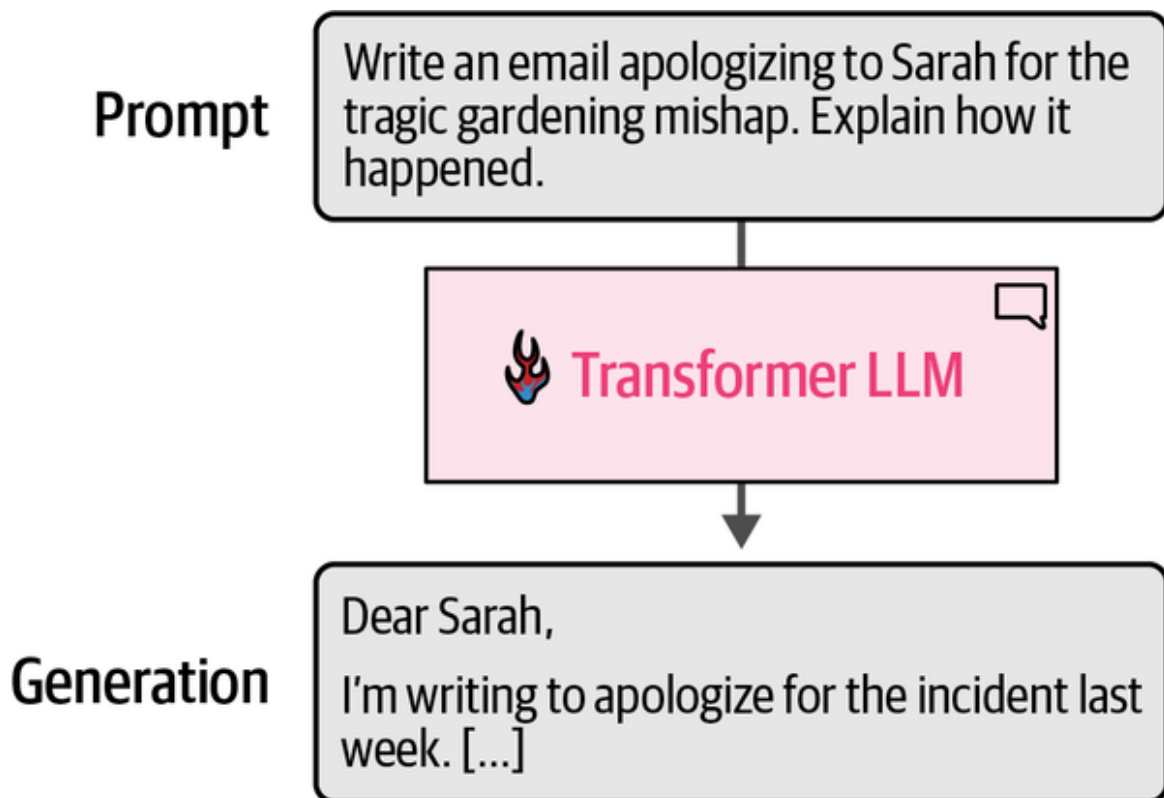 Prompt
Write an email apologizing to Sarah for the
tragic gardening mishap. Explain how it
happened.
Transformer LLM
Generation
Dear Sarah,
I'm writing to apologize for the incident last
week. [...]